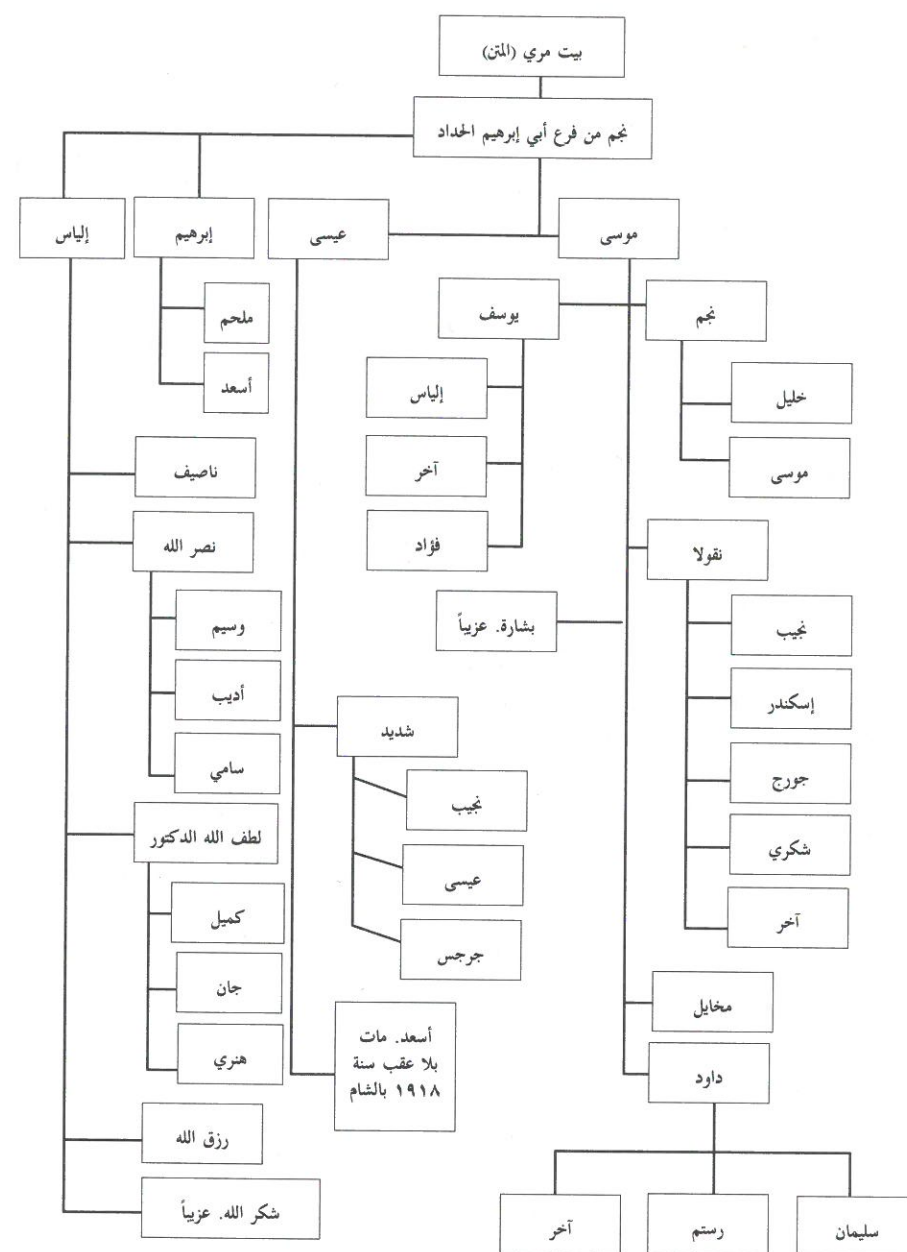 بيت مري (المتن)
نجم من فرع أبي إبرهيم الحداد
موسى
عيسى
إبرهيم
إلياس
نجم
خليل
موسى
يوسف
إلياس
آخر
فؤاد
نقولا
نجيب
إسكندر
جورج
شكري
آخر
بشارة. عزيباً
مخايل
داود
سليمان
رستم
آخر
شديد
نجيب
عيسى
جرجس
أسعد. مات
بلا عقب سنة
١٩١٨ بالشام
ملحم
أسعد
ناصيف
نصر الله
وسيم
أديب
سامي
لطف الله الدكتور
كميل
جان
هنري
رزق الله
شكر الله. عزيباً